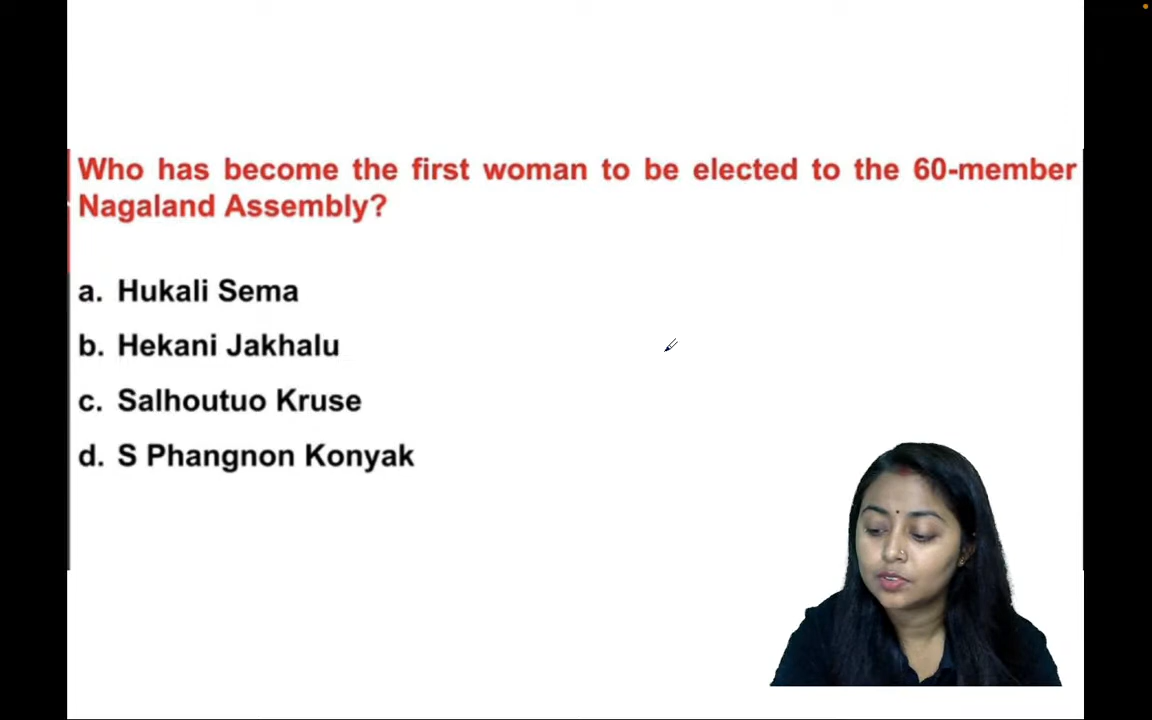 Who has become the first woman to be elected to the 60-member
Nagaland Assembly?
a. Hukali Sema
b. Hekani Jakhalu
c. Salhoutuo Kruse
d. S Phangnon Konyak